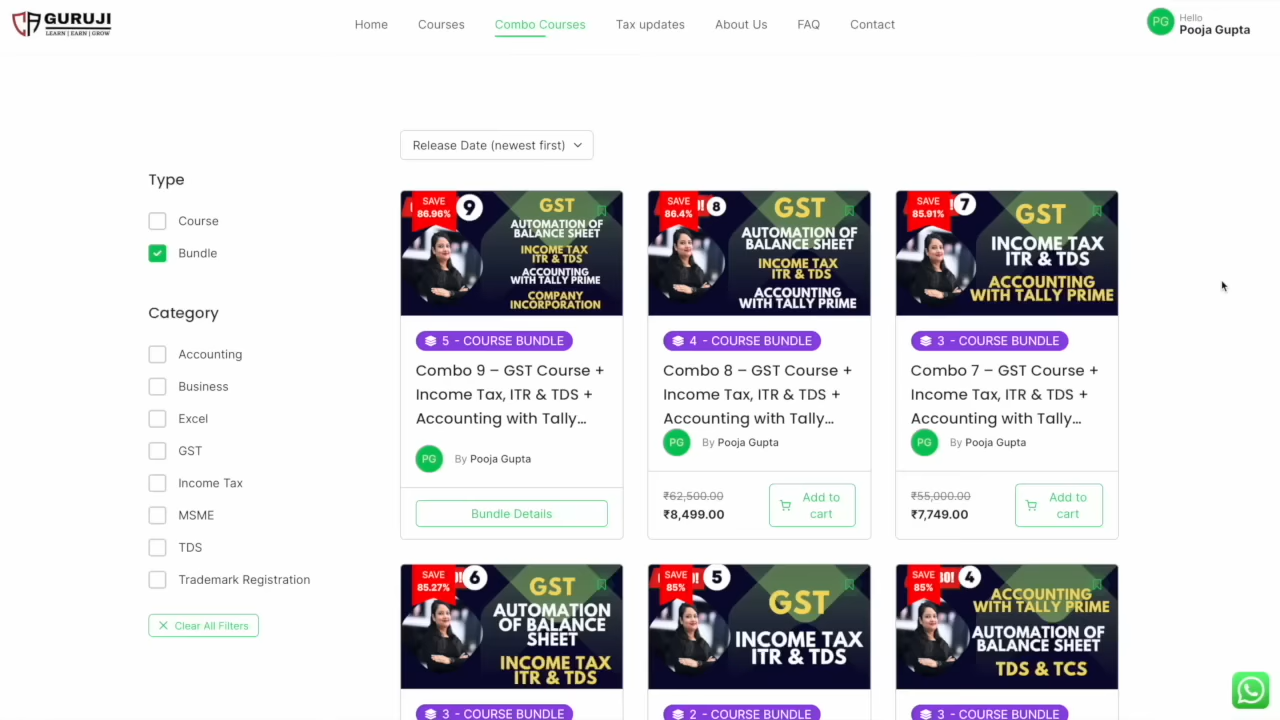 GURUJI
LEARN | EARN | GROW
Home
Courses
Combo Courses
Tax updates
About Us
FAQ
Contact
PG
Hello
Pooja Gupta
Release Date (newest first)
Type
Course
Bundle
Category
Accounting
Business
Excel
GST
Income Tax
MSME
TDS
Trademark Registration
Clear All Filters
SAVE
86.96%
9
GST
AUTOMATION OF
BALANCE SHEET
INCOME TAX
ITR & TDS
ACCOUNTING
WITH TALLY PRIME
COMPANY
INCORPORATION
5 - COURSE BUNDLE
Combo 9 – GST Course +
Income Tax, ITR & TDS +
Accounting with Tally...
PG
By Pooja Gupta
Bundle Details
SAVE
86.4%
8
GST
AUTOMATION OF
BALANCE SHEET
INCOME TAX
ITR & TDS
ACCOUNTING
WITH TALLY PRIME
4 - COURSE BUNDLE
Combo 8 – GST Course +
Income Tax, ITR & TDS +
Accounting with Tally...
PG
By Pooja Gupta
₹62,500.00
₹8,499.00
Add to
cart
SAVE
85.91%
7
GST
INCOME TAX
ITR & TDS
ACCOUNTING
WITH TALLY PRIME
3 - COURSE BUNDLE
Combo 7 – GST Course +
Income Tax, ITR & TDS +
Accounting with Tally...
PG
By Pooja Gupta
₹55,000.00
₹7,749.00
Add to
cart
SAVE
85.27%
6
GST
AUTOMATION
OF BALANCE
SHEET
INCOME TAX
ITR & TDS
3 - COURSE BUNDLE
SAVE
85%
5
GST
INCOME TAX
ITR & TDS
2 - COURSE BUNDLE
SAVE
85%
4
ACCOUNTING
WITH TALLY PRIME
AUTOMATION OF
BALANCE SHEET
TDS & TCS
3 - COURSE BUNDLE